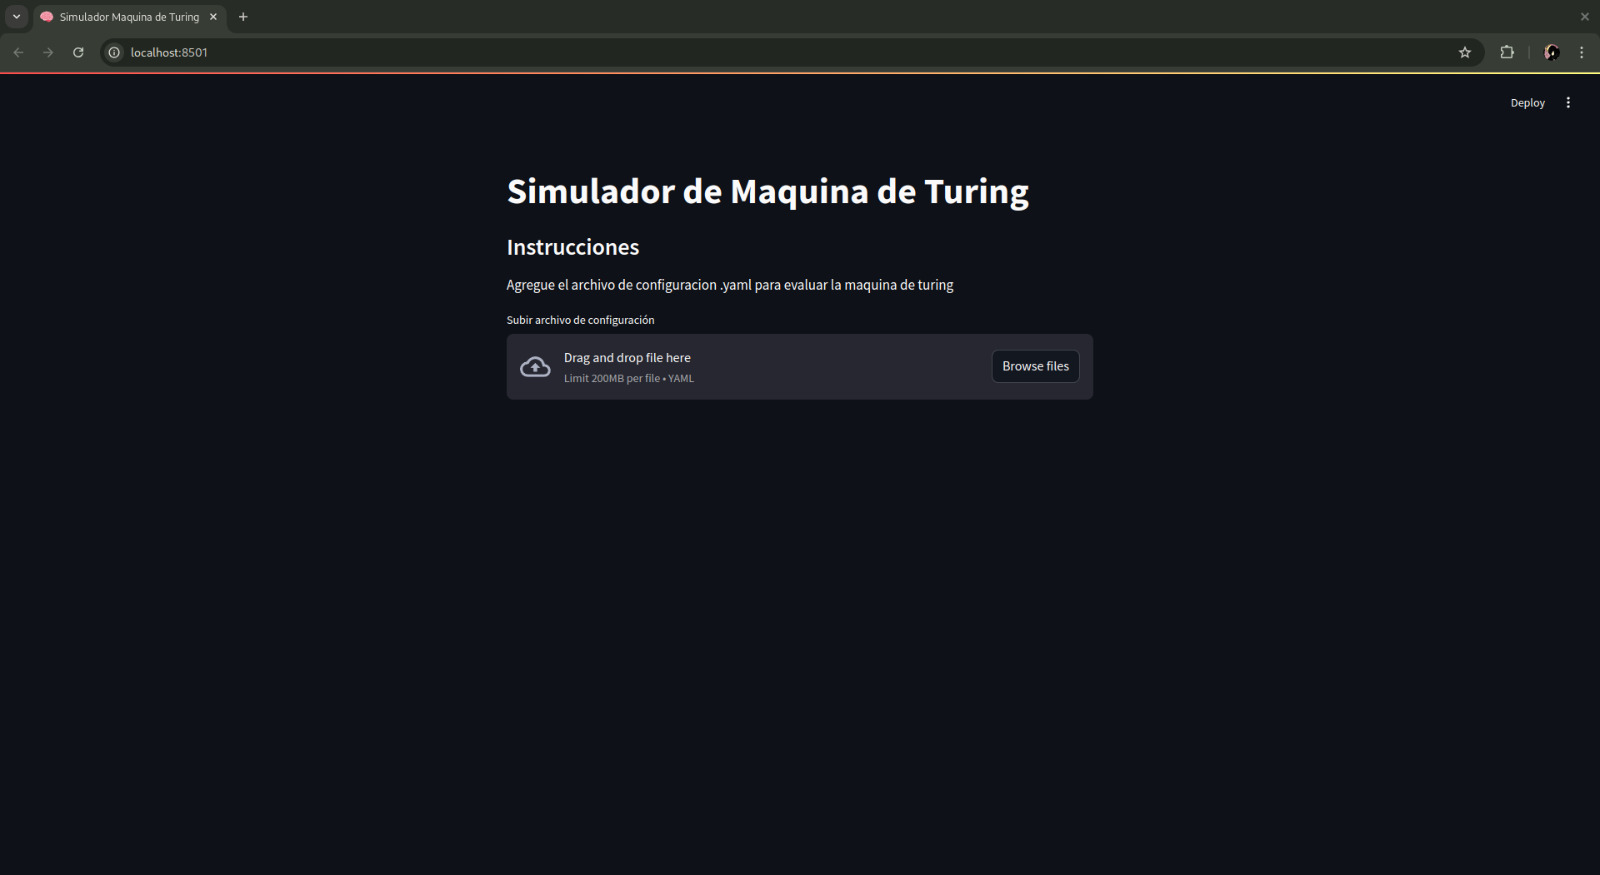 Simulador Maquina de Turing
localhost:8501
Deploy
Simulador de Maquina de Turing
Instrucciones
Agregue el archivo de configuracion .yaml para evaluar la maquina de turing
Subir archivo de configuración
Drag and drop file here
Limit 200MB per file • YAML
Browse files